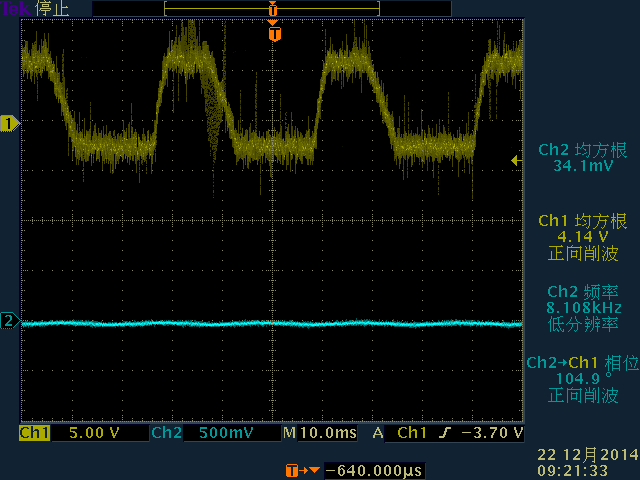 Tek 停止
T
T
1
Ch2 均方根
34.1mV
Ch1 均方根
4.14 V
正向削波
Ch2 频率
8.108kHz
低分辨率
2
Ch2→Ch1 相位
104.9 °
正向削波
Ch1 5.00 V Ch2 500mV M 10.0ms A Ch1 ƒ −3.70 V
T→▼ −640.000µs
22 12月 2014
09:21:33